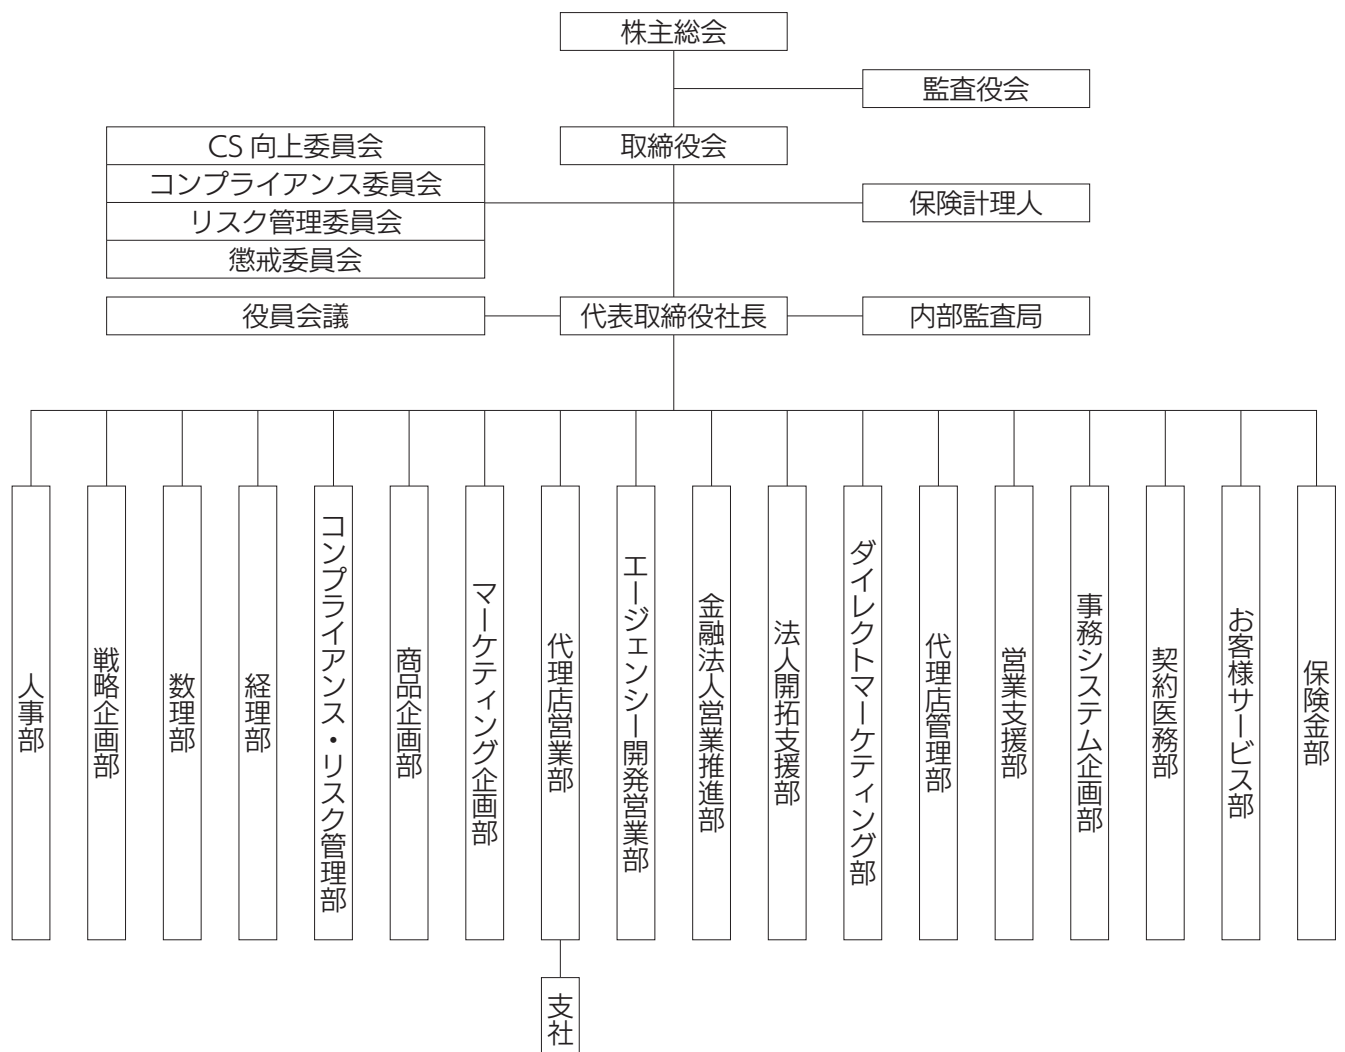 株主総会
監査役会
CS 向上委員会
取締役会
コンプライアンス委員会
保険計理人
リスク管理委員会
懲戒委員会
役員会議
代表取締役社長
内部監査局
人事部
戦略企画部
数理部
経理部
コンプライアンス・リスク管理部
商品企画部
マーケティング企画部
代理店営業部
エージェンシー開発営業部
金融法人営業推進部
法人開拓支援部
ダイレクトマーケティング部
代理店管理部
営業支援部
事務システム企画部
契約医務部
お客様サービス部
保険金部
支社